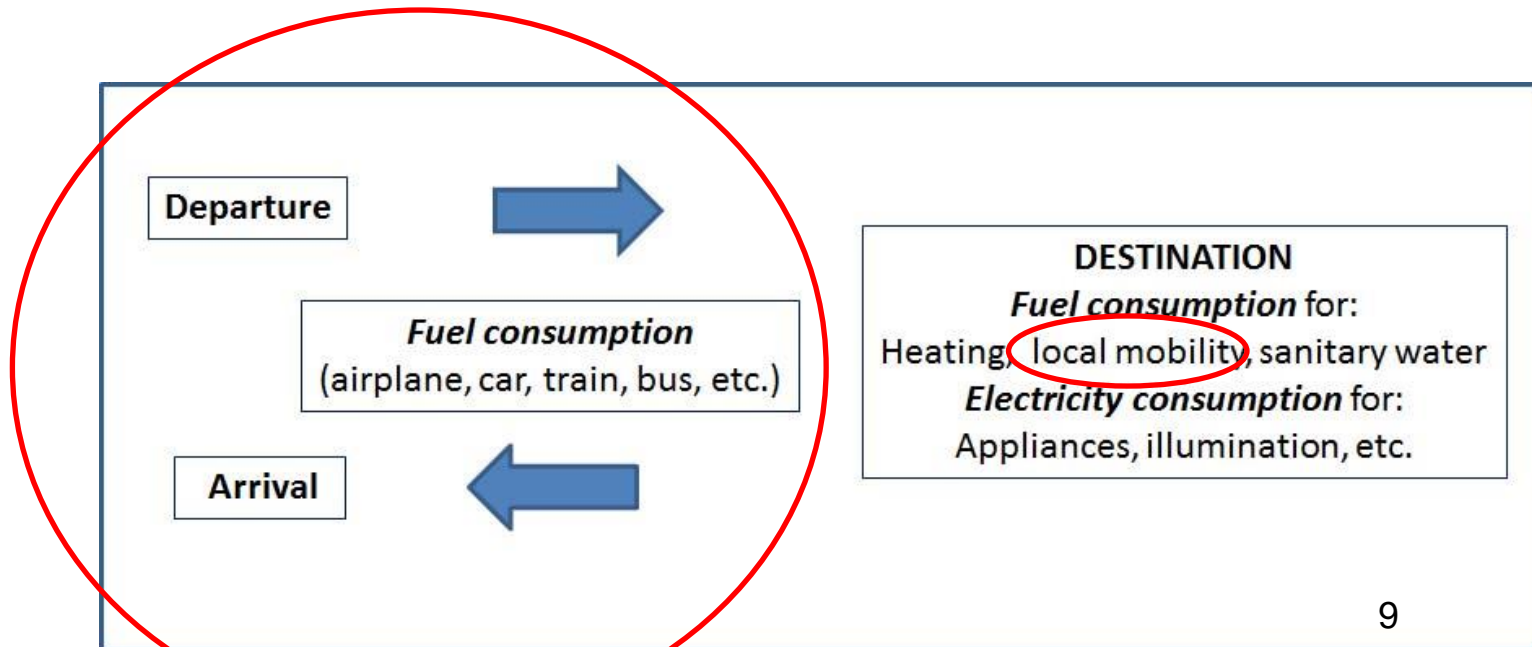 Departure
Fuel consumption
(airplane, car, train, bus, etc.)
Arrival
DESTINATION
Fuel consumption for:
Heating, local mobility, sanitary water
Electricity consumption for:
Appliances, illumination, etc.
9